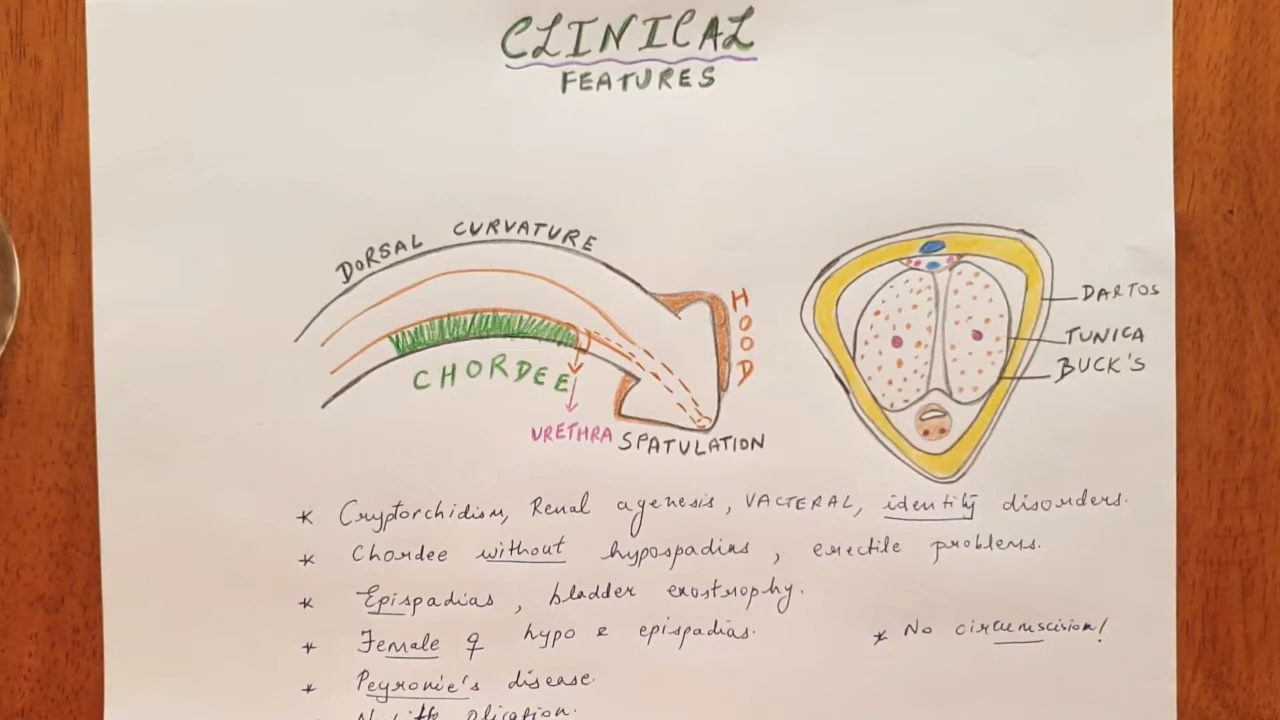 CLINICAL
FEATURES
DORSAL CURVATURE
HOOD
CHORDEE
URETHRA
SPATULATION
DARTOS
TUNICA
BUCK'S
* Cryptorchidism, Renal agenesis, VACTERAL, identity disorders.
* Chordee without hypospadias, erectile problems.
* Epispadias, bladder exostrophy.
* Female ♀ hypo & epispadias.
* No circumscision!
* Peyronie's disease.
plication.